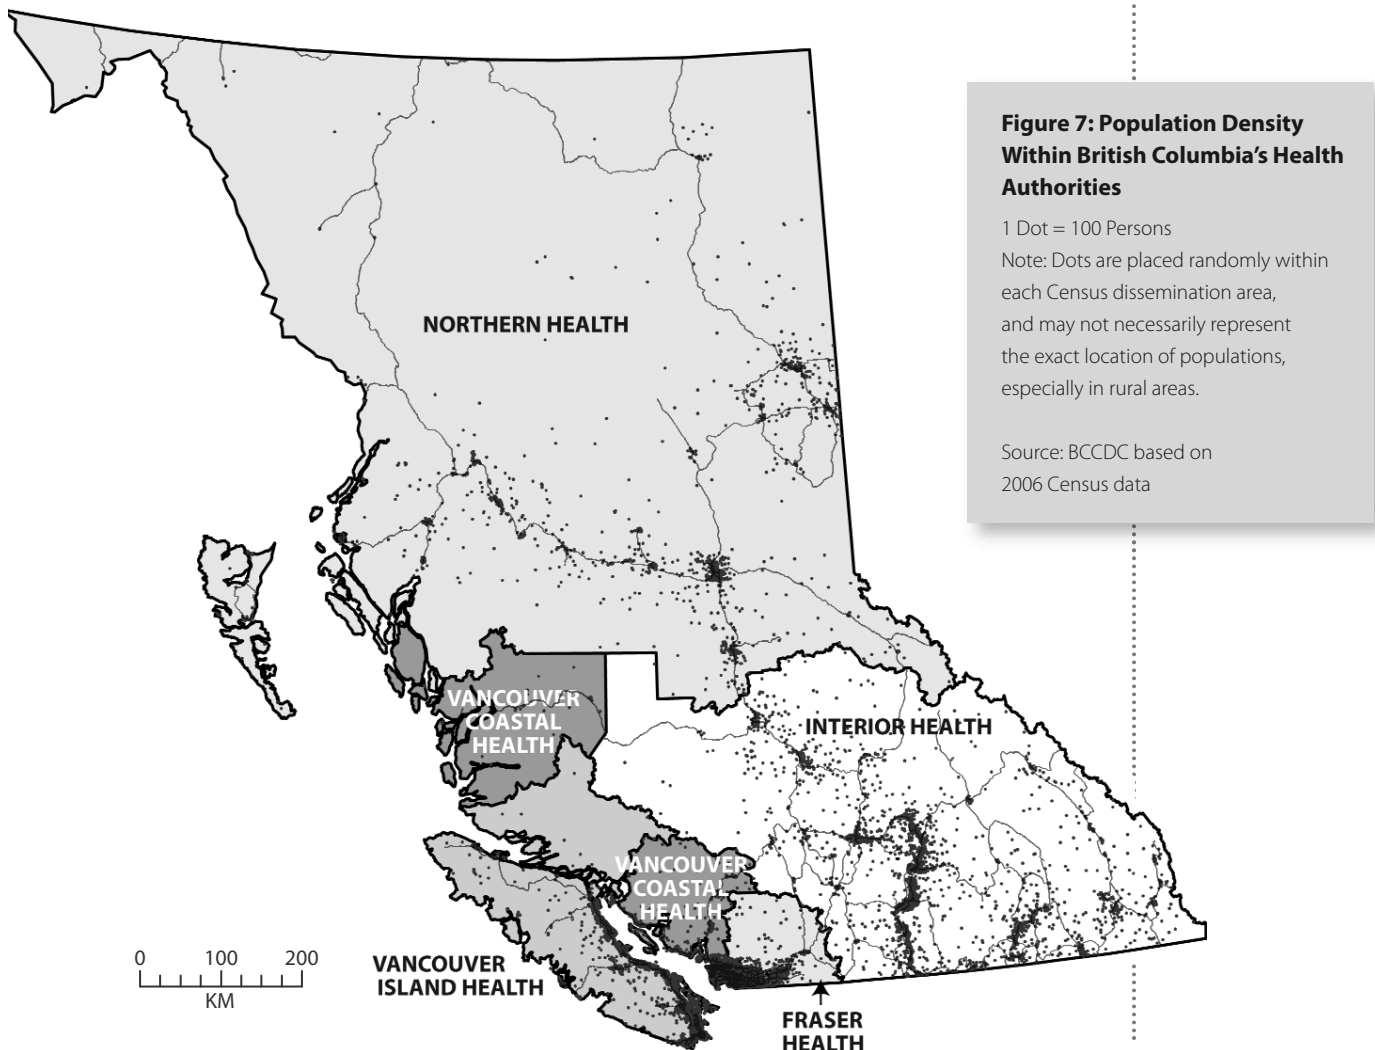 Figure 7: Population Density
Within British Columbia's Health
Authorities
1 Dot = 100 Persons
Note: Dots are placed randomly within
each Census dissemination area,
and may not necessarily represent
the exact location of populations,
especially in rural areas.
Source: BCCDC based on
2006 Census data
NORTHERN HEALTH
VANCOUVER
COASTAL
HEALTH
INTERIOR HEALTH
VANCOUVER
COASTAL
HEALTH
VANCOUVER
ISLAND HEALTH
FRASER
HEALTH
0 100 200
KM